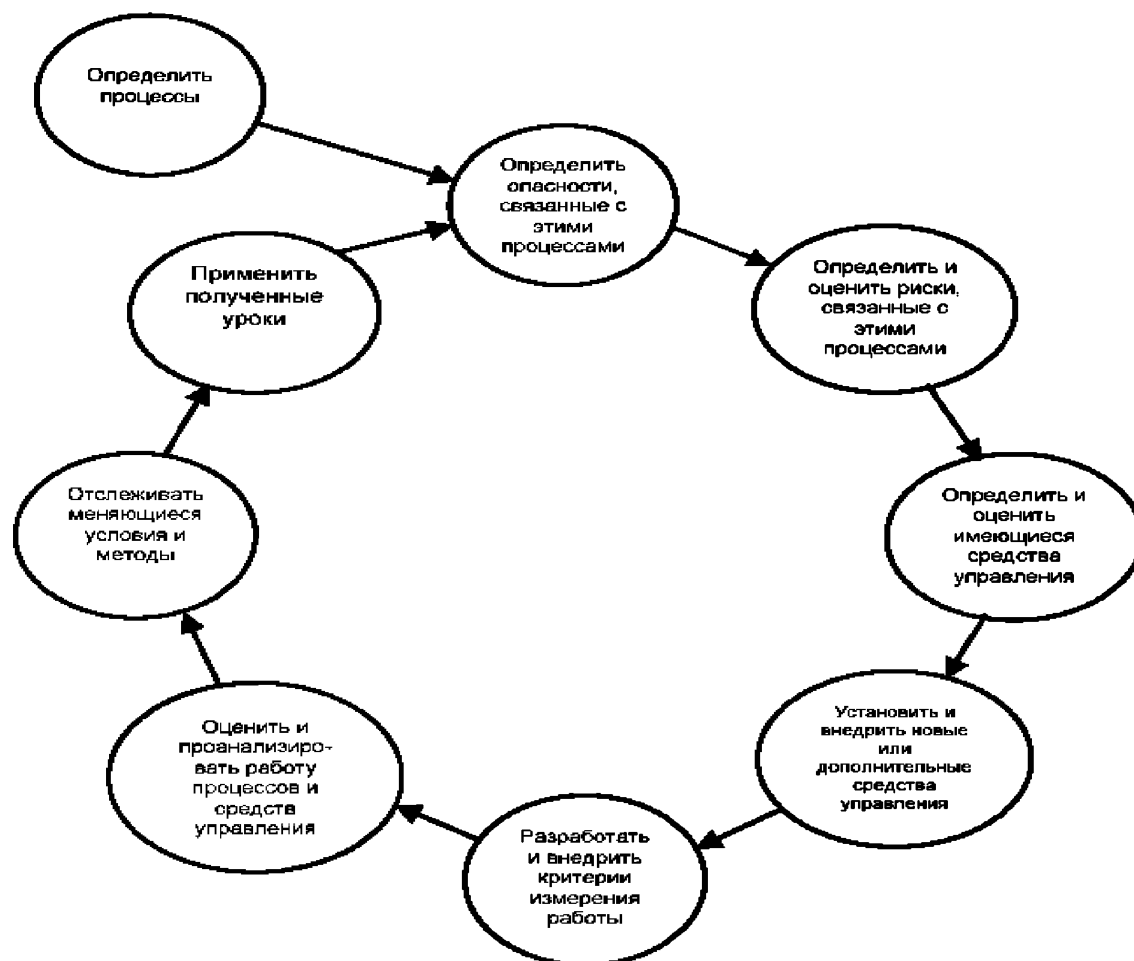 Определить
процессы
Определить
опасности,
связанные с
этими
процессами
Определить и
оценить риски,
связанные с
этими
процессами
Определить и
оценить
имеющиеся
средства
управления
Установить и
внедрить новые
или
дополнительные
средства
управления
Разработать
и внедрить
критерии
измерения
работы
Оценить и
проанализиро-
вать работу
процессов и
средств
управления
Отслеживать
меняющиеся
условия и
методы
Применить
полученные
уроки